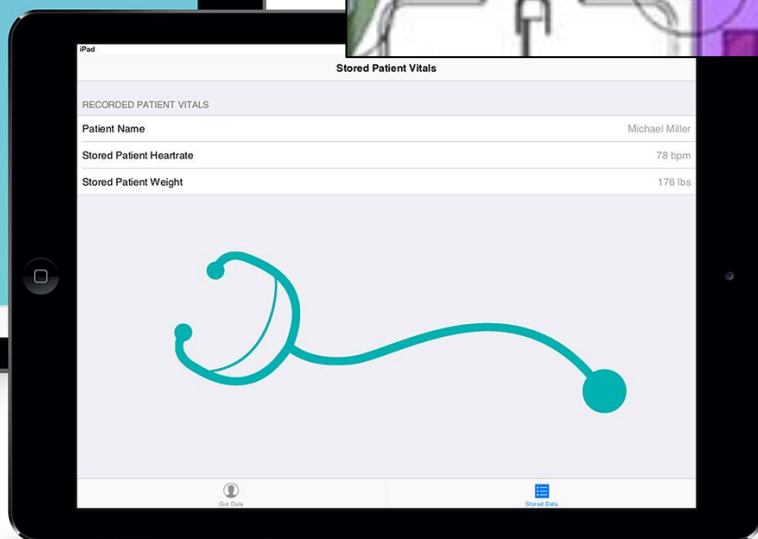 iPad
Stored Patient Vitals
RECORDED PATIENT VITALS
Patient Name Michael Miller
Stored Patient Heartrate 78 bpm
Stored Patient Weight 176 lbs
Get Data Stored Data